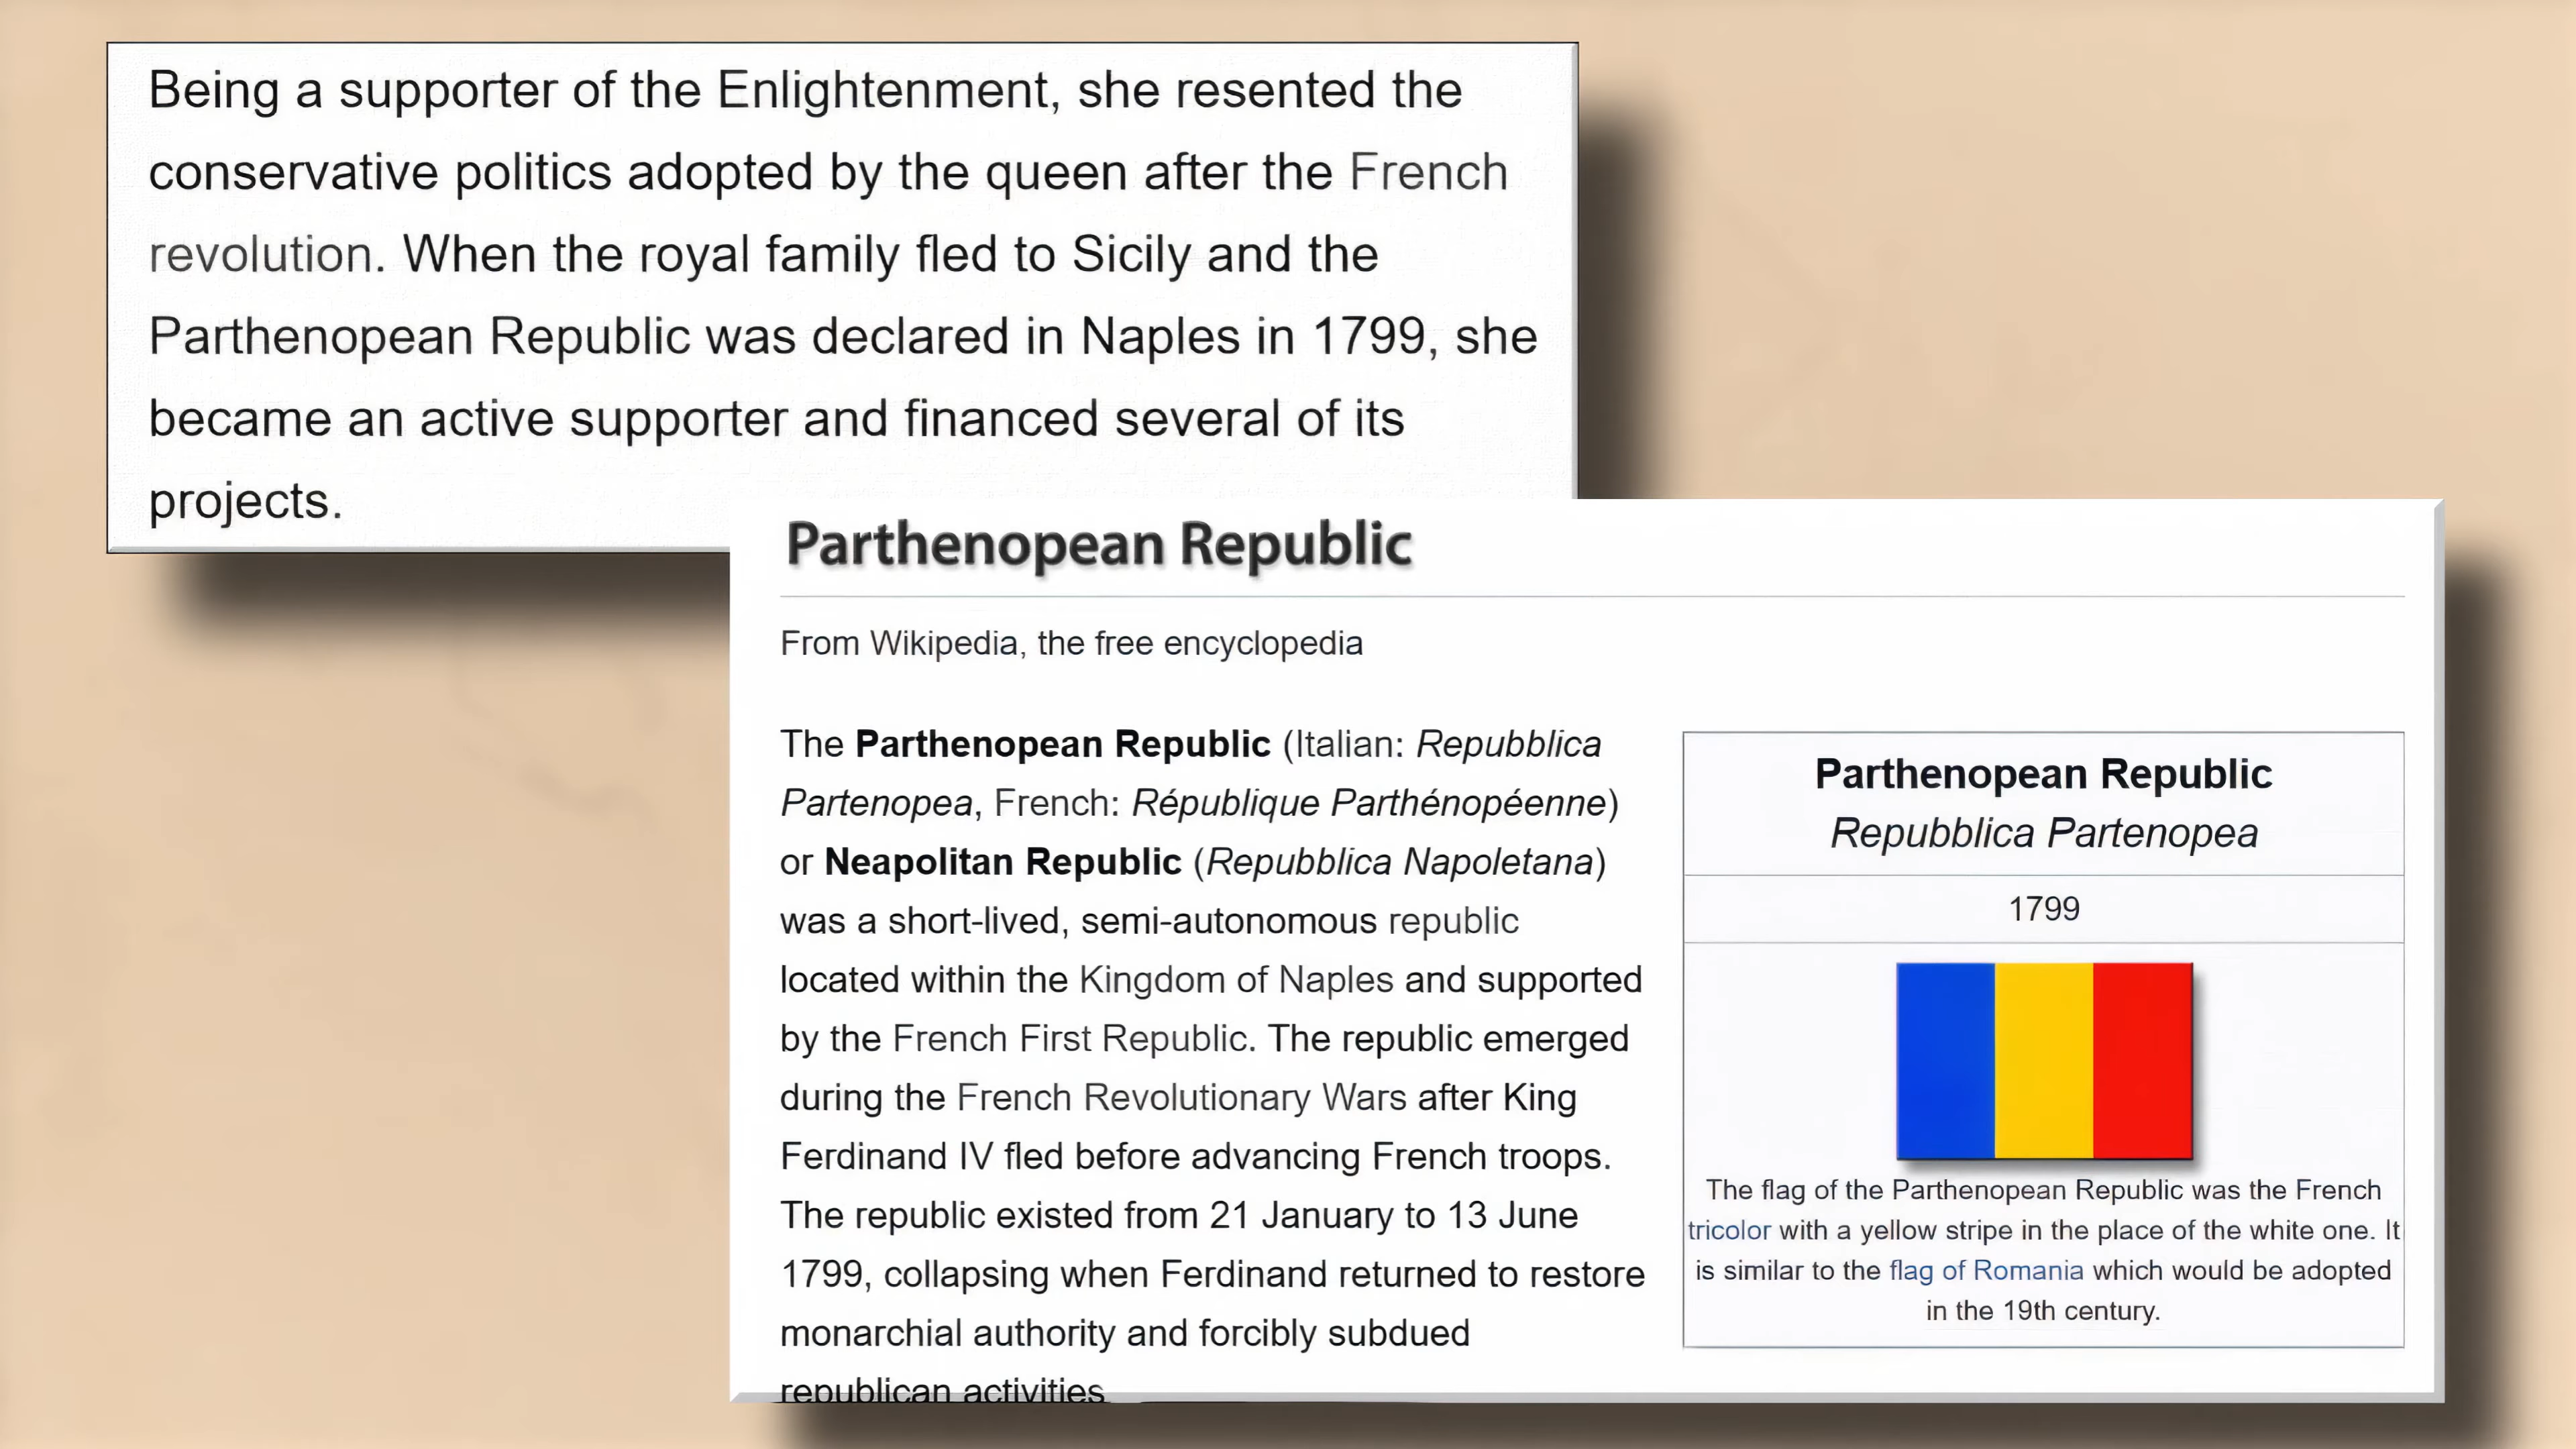 Being a supporter of the Enlightenment, she resented the
conservative politics adopted by the queen after the French
revolution. When the royal family fled to Sicily and the
Parthenopean Republic was declared in Naples in 1799, she
became an active supporter and financed several of its
projects.
Parthenopean Republic
From Wikipedia, the free encyclopedia
The Parthenopean Republic (Italian: Repubblica
Partenopea, French: République Parthénopéenne)
or Neapolitan Republic (Repubblica Napoletana)
was a short-lived, semi-autonomous republic
located within the Kingdom of Naples and supported
by the French First Republic. The republic emerged
during the French Revolutionary Wars after King
Ferdinand IV fled before advancing French troops.
The republic existed from 21 January to 13 June
1799, collapsing when Ferdinand returned to restore
monarchial authority and forcibly subdued
republican activities
Parthenopean Republic
Repubblica Partenopea
1799
The flag of the Parthenopean Republic was the French
tricolor with a yellow stripe in the place of the white one. It
is similar to the flag of Romania which would be adopted
in the 19th century.